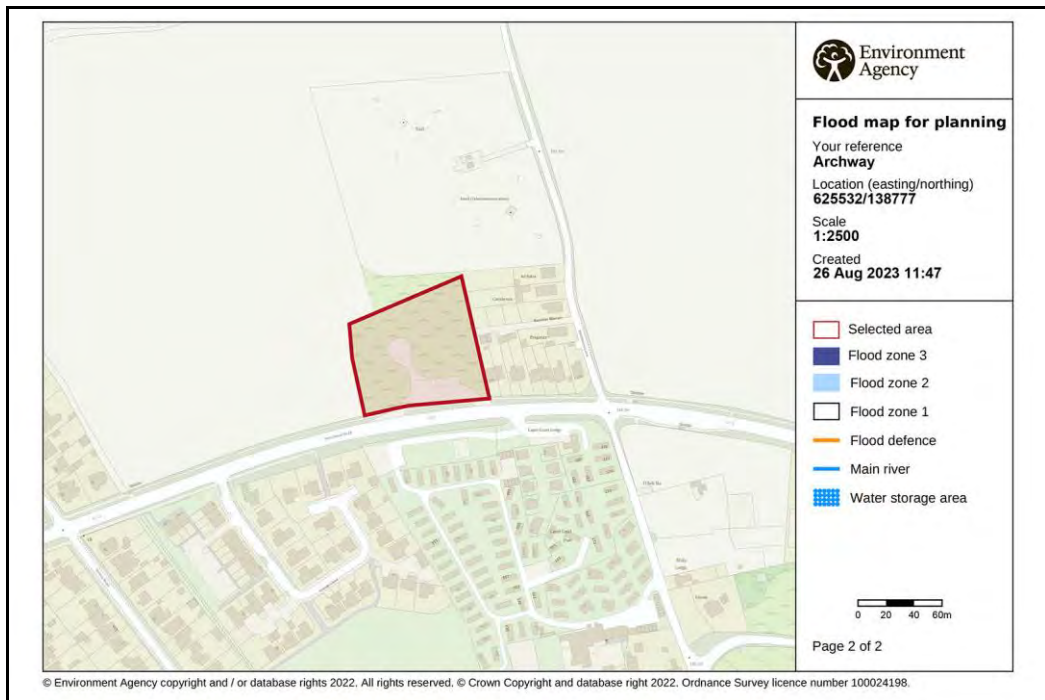 Environment
Agency
Flood map for planning
Your reference
Archway
Location (easting/northing)
625532/138777
Scale
1:2500
Created
26 Aug 2023 11:47
Selected area
Flood zone 3
Flood zone 2
Flood zone 1
Flood defence
Main river
Water storage area
0 20 40 60m
Page 2 of 2
© Environment Agency copyright and / or database rights 2022. All rights reserved. © Crown Copyright and database right 2022. Ordnance Survey licence number 100024198.